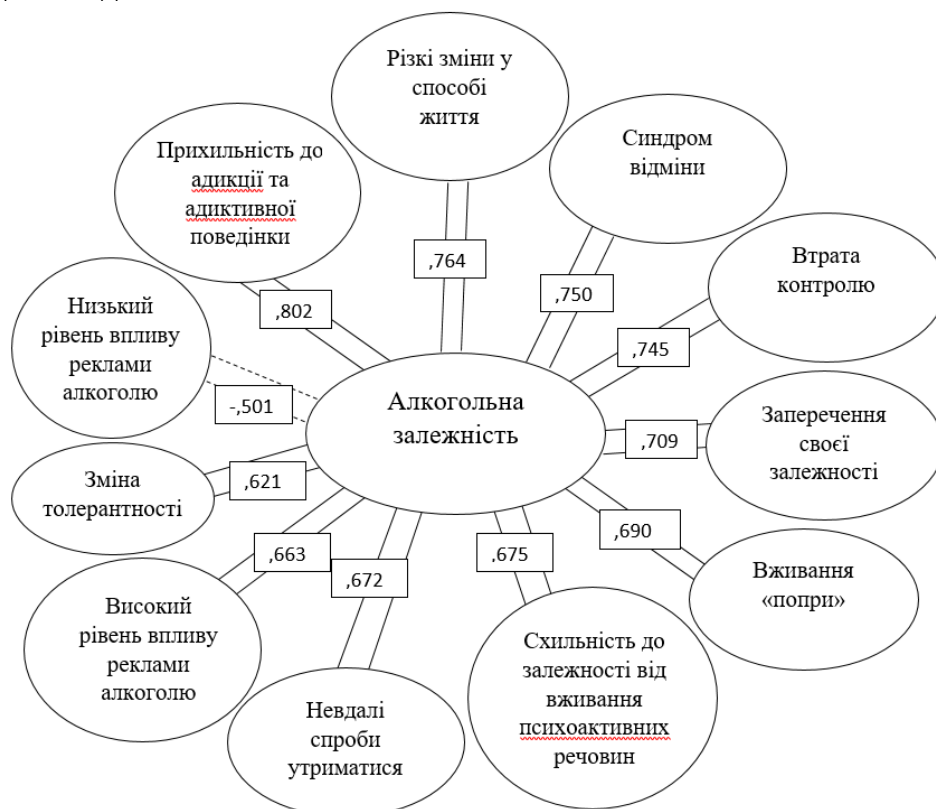 Різкі зміни у
способі
життя
Синдром
відміни
Прихильність до
адикції та
адиктивної
поведінки
Втрата
контролю
,764
,750
,802
Низький
рівень впливу
реклами
алкоголю
,745
-,501
Алкогольна
залежність
,709
Заперечення
своєї
залежності
Зміна
толерантності
,621
,690
,663
,672
,675
Вживання
«попри»
Високий
рівень впливу
реклами
алкоголю
Схильність до
залежності від
вживання
психоактивних
речовин
Невдалі
спроби
утриматися